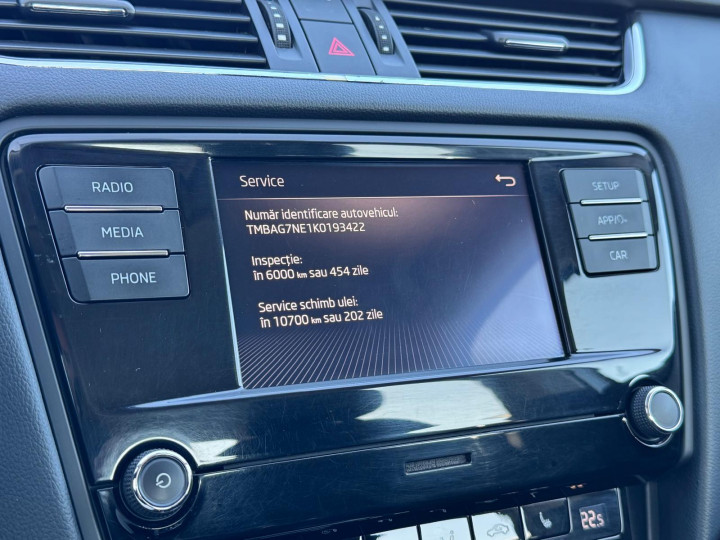 RADIO
MEDIA
PHONE
Service
Număr identificare autovehicul:
TMBAG7NE1K0193422
Inspecție:
în 6000 km sau 454 zile
Service schimb ulei:
în 10700 km sau 202 zile
SETUP
APP/
CAR
22.5